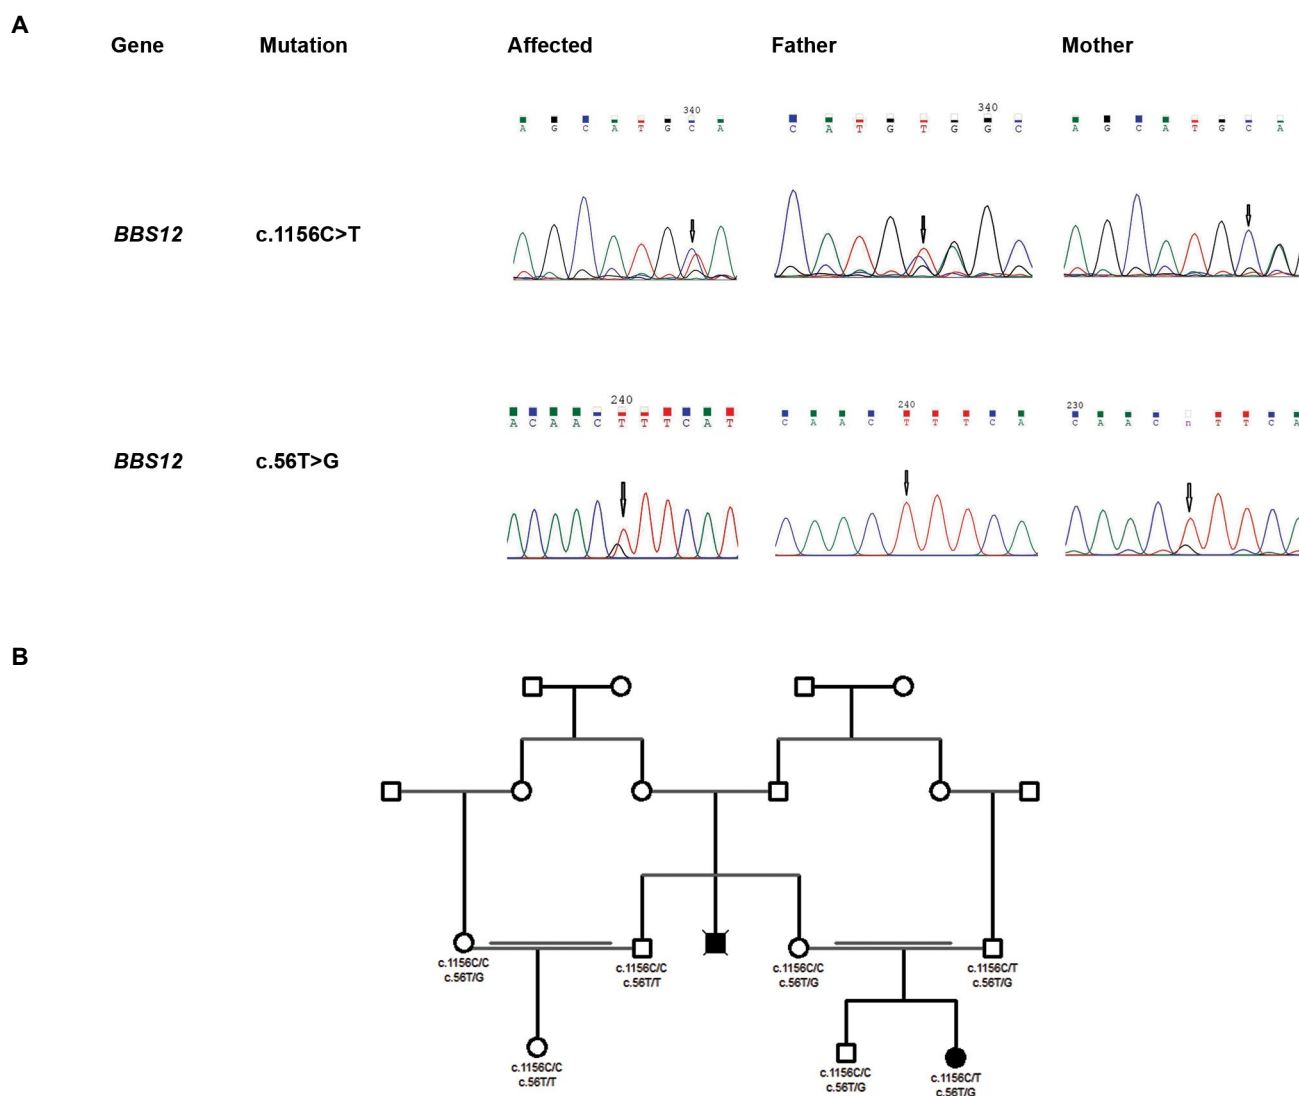 A
Gene Mutation Affected Father Mother
340
A G C A T G C A
340
C A T G T G G C
A G C A T G C A
BBS12 c.1156C>T
240
A C A A C T T T C A T
240
C A A C T T T C A
230
C A A C n T T C A
BBS12 c.56T>G
B
c.1156C/C
c.56T/G
c.1156C/C
c.56T/T
c.1156C/C
c.56T/G
c.1156C/T
c.56T/G
c.1156C/C
c.56T/T
c.1156C/C
c.56T/G
c.1156C/T
c.56T/G